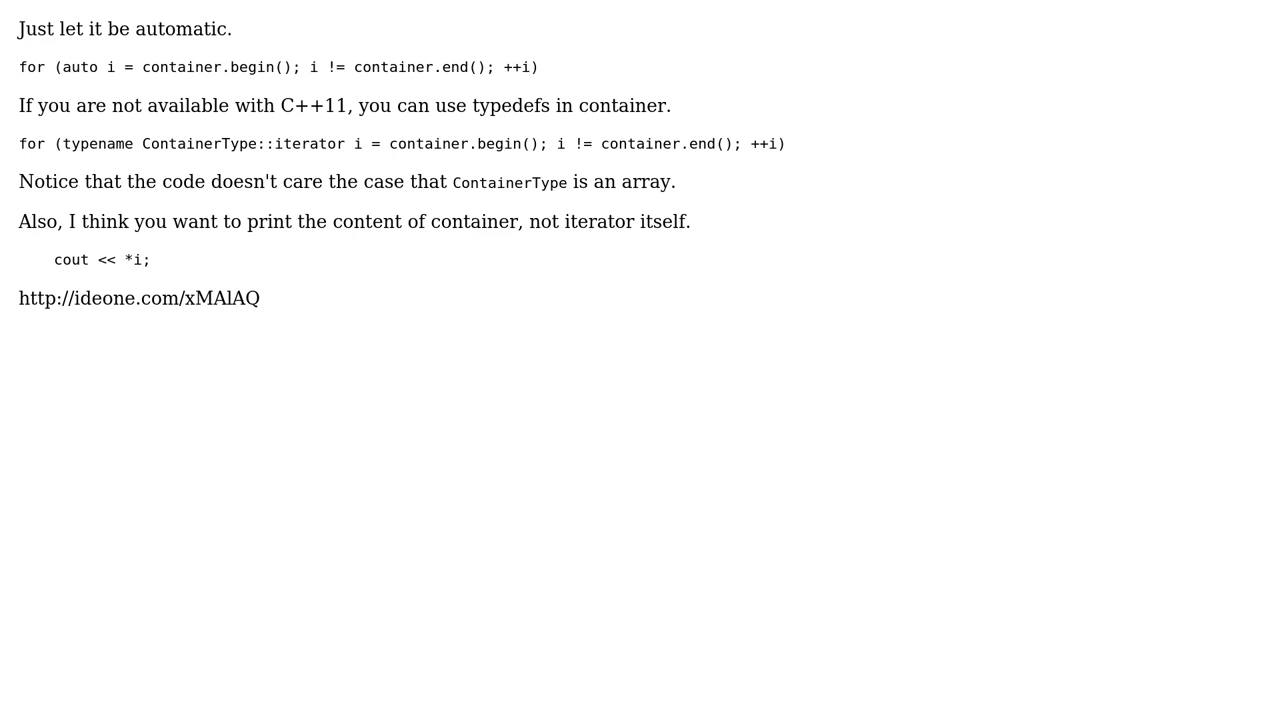 Just let it be automatic.
for (auto i = container.begin(); i != container.end(); ++i)
If you are not available with C++11, you can use typedefs in container.
for (typename ContainerType::iterator i = container.begin(); i != container.end(); ++i)
Notice that the code doesn't care the case that ContainerType is an array.
Also, I think you want to print the content of container, not iterator itself.
    cout << *i;
http://ideone.com/xMAlAQ